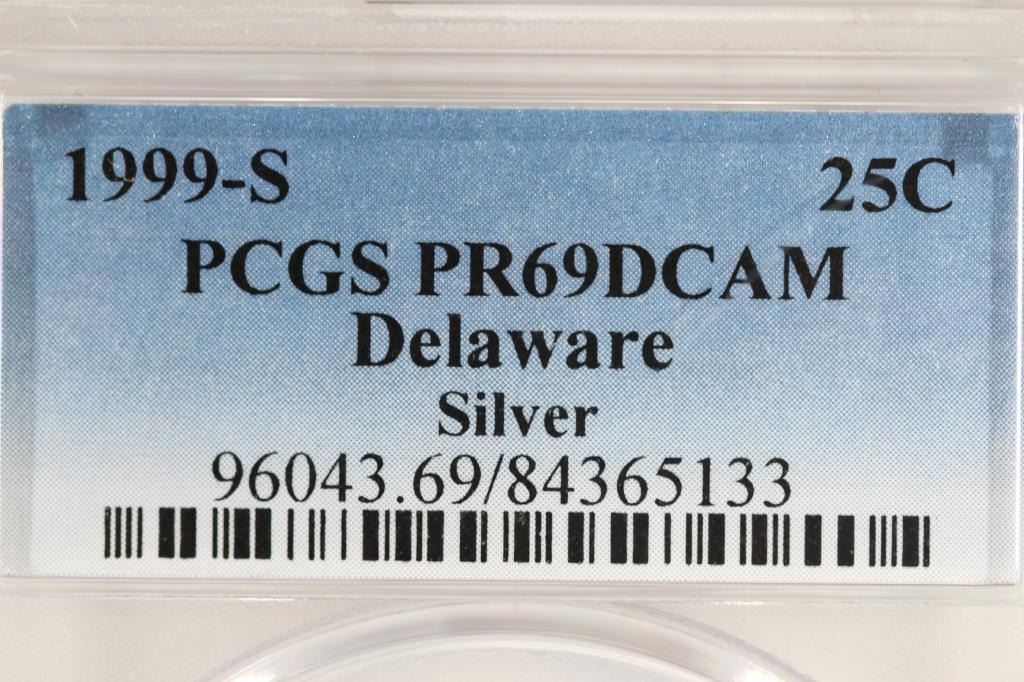 1999-S 25C
PCGS PR69DCAM
Delaware
Silver
96043.69/84365133